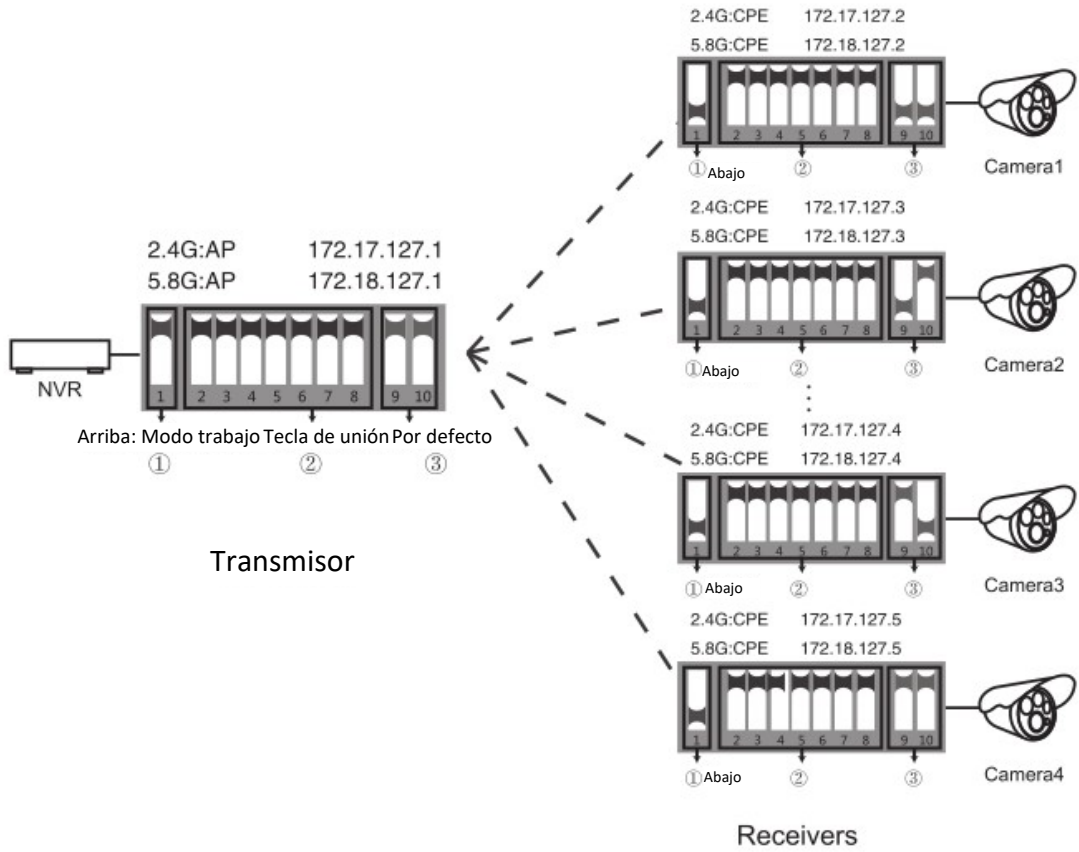 2.4G:AP 172.17.127.1
5.8G:AP 172.18.127.1
NVR
1 2 3 4 5 6 7 8 9 10
Arriba: Modo trabajo Tecla de unión Por defecto
① ② ③
Transmisor
2.4G:CPE 172.17.127.2
5.8G:CPE 172.18.127.2
1 2 3 4 5 6 7 8 9 10
① Abajo ② ③
Camera1
2.4G:CPE 172.17.127.3
5.8G:CPE 172.18.127.3
1 2 3 4 5 6 7 8 9 10
① Abajo ② ③
Camera2
2.4G:CPE 172.17.127.4
5.8G:CPE 172.18.127.4
1 2 3 4 5 6 7 8 9 10
① Abajo ② ③
Camera3
2.4G:CPE 172.17.127.5
5.8G:CPE 172.18.127.5
1 2 3 4 5 6 7 8 9 10
① Abajo ② ③
Camera4
Receivers